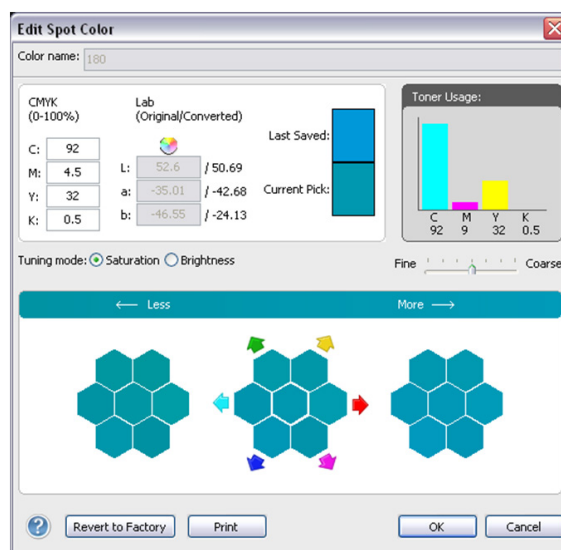 Edit Spot Color
Color name: 180
CMYK
(0-100%)
Lab
(Original/Converted)
C: 92
M: 4.5
Y: 32
K: 0.5
L: 52.6 / 50.69
a: -35.01 / -42.68
b: -46.55 / -24.13
Last Saved:
Current Pick:
Toner Usage:
C M Y K
92 9 32 0.5
Tuning mode: Saturation Brightness
Fine Coarse
← Less More →
? Revert to Factory Print OK Cancel